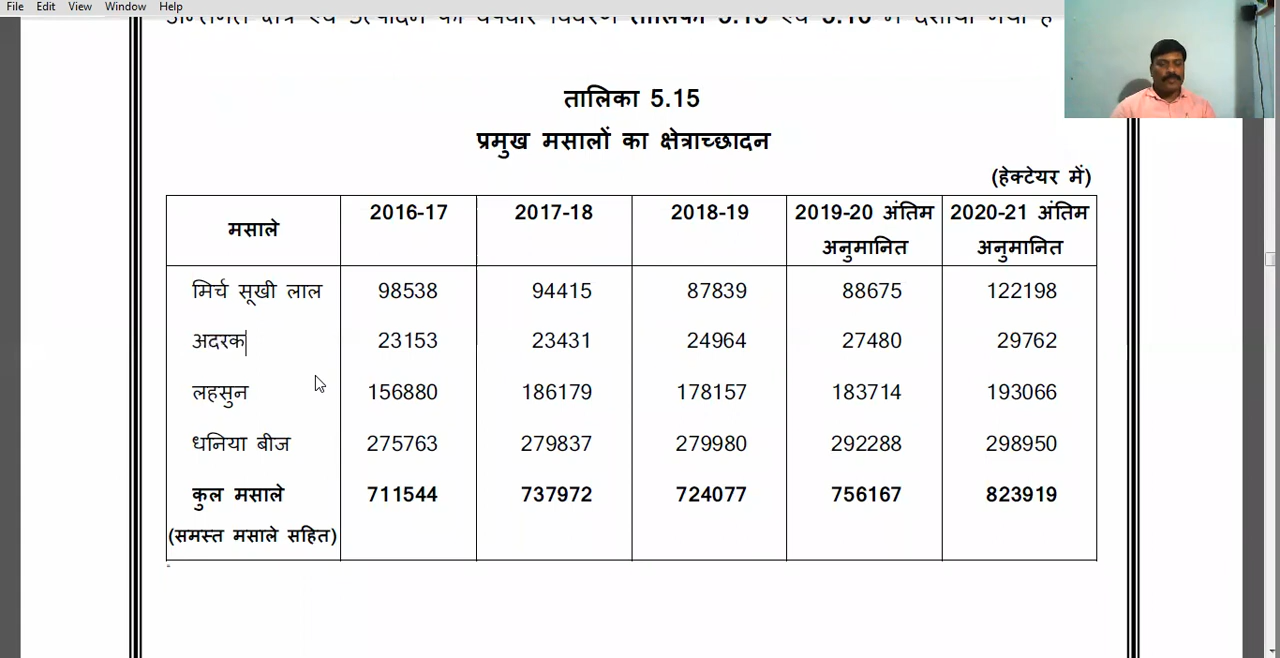 File Edit View Window Help
तालिका 5.15
प्रमुख मसालों का क्षेत्राच्छादन
(हेक्टेयर में)
मसाले 2016-17 2017-18 2018-19 2019-20 अंतिम अनुमानित 2020-21 अंतिम अनुमानित
मिर्च सूखी लाल 98538 94415 87839 88675 122198
अदरक 23153 23431 24964 27480 29762
लहसुन 156880 186179 178157 183714 193066
धनिया बीज 275763 279837 279980 292288 298950
कुल मसाले 711544 737972 724077 756167 823919
(समस्त मसाले सहित)